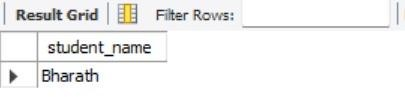 Result Grid Filter Rows:
student_name
Bharath